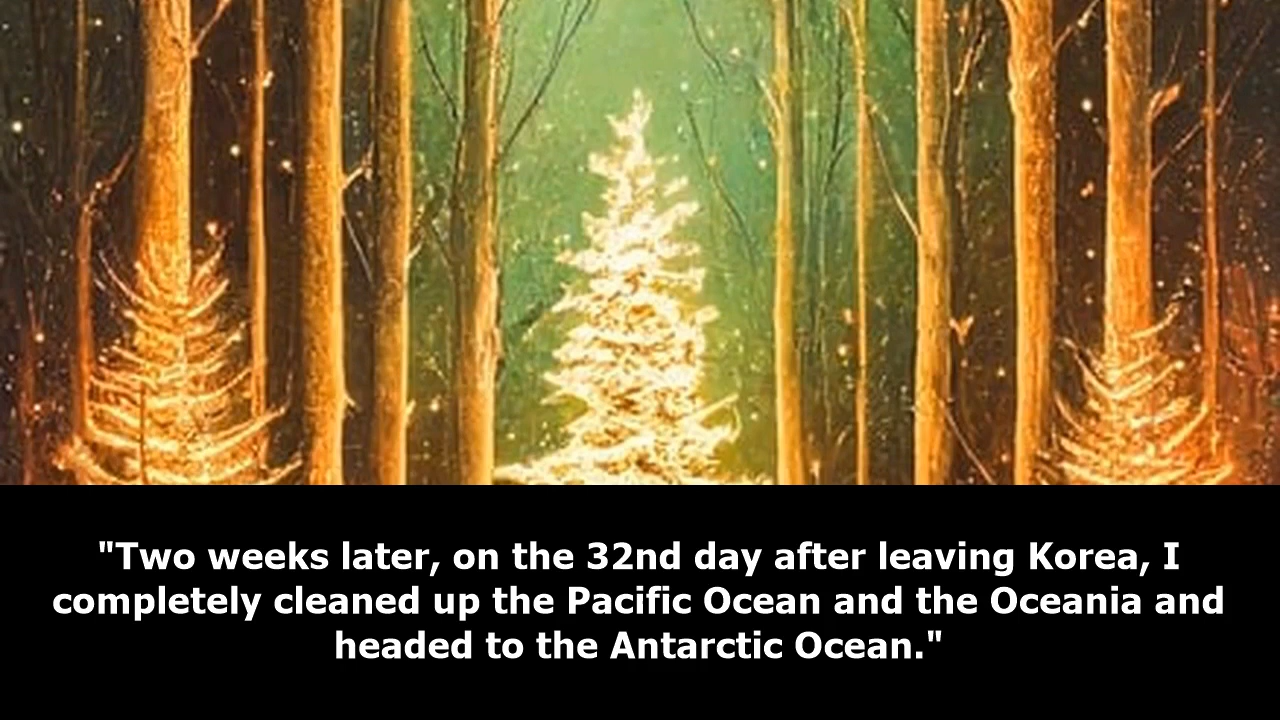 "Two weeks later, on the 32nd day after leaving Korea, I
completely cleaned up the Pacific Ocean and the Oceania and
headed to the Antarctic Ocean."